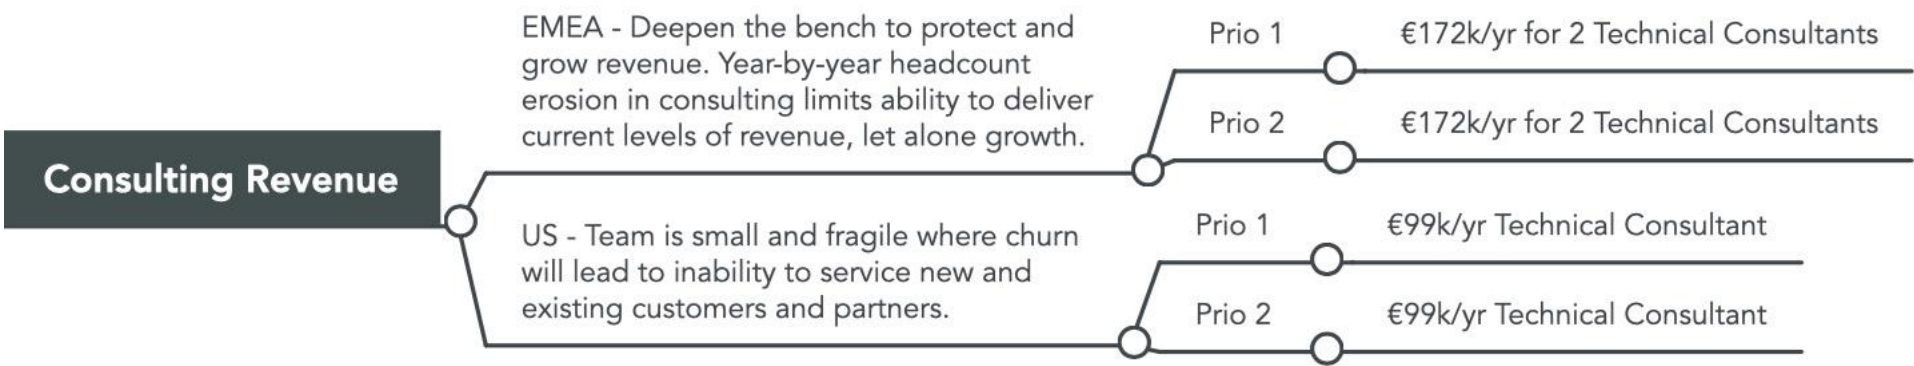 Consulting Revenue
EMEA - Deepen the bench to protect and
grow revenue. Year-by-year headcount
erosion in consulting limits ability to deliver
current levels of revenue, let alone growth.
Prio 1
€172k/yr for 2 Technical Consultants
Prio 2
€172k/yr for 2 Technical Consultants
US - Team is small and fragile where churn
will lead to inability to service new and
existing customers and partners.
Prio 1
€99k/yr Technical Consultant
Prio 2
€99k/yr Technical Consultant